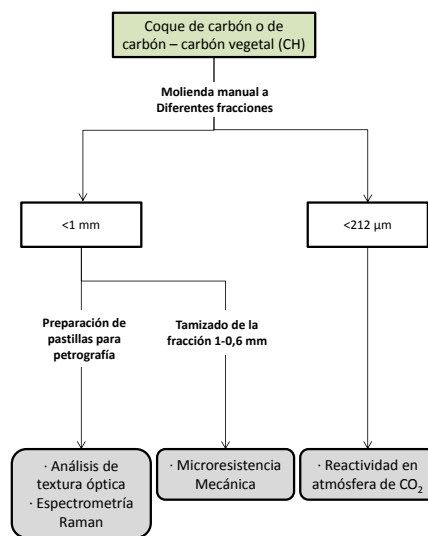 Coque de carbón o de
carbón – carbón vegetal (CH)
Molienda manual a
Diferentes fracciones
<1 mm
<212 µm
Preparación de
pastillas para
petrografía
Tamizado de la
fracción 1-0,6 mm
· Análisis de
textura óptica
· Espectrometría
Raman
· Microresistencia
Mecánica
· Reactividad en
atmósfera de CO₂